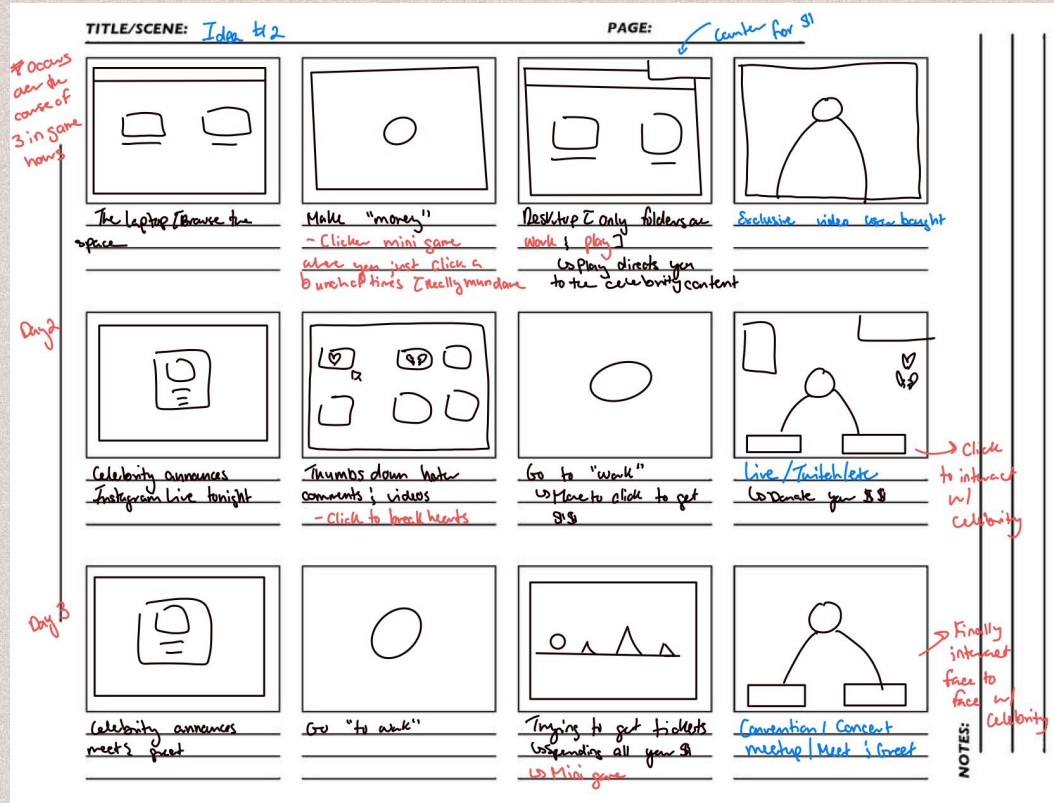 TITLE/SCENE: Idea #2
PAGE:
counter for $1
* Occurs
over the
course of
3 in game
hours
The laptop [Browse the
space
Make "money"
- Clicker mini game
where you just click a
bunch of times [really mundane
Desktop [only folders are
work & play]
↳ Play directs you
to the celebrity content
Exclusive video user bought
Day 2
Celebrity announces
Instagram Live tonight
Thumbs down hater
comments & videos
- Click to break hearts
Go to "work"
↳ Have to click to get
$1$
Live/Twitch/etc
↳ Donate your $$
→ Click
to interact
w/
celebrity
Day 3
Celebrity announces
meet & greet
Go "to work"
Trying to get tickets
↳ spending all your $
↳ Mini game
Convention / Concert
meetup / Meet & Greet
→ Finally
interact
face to
face w/
celebrity
NOTES: